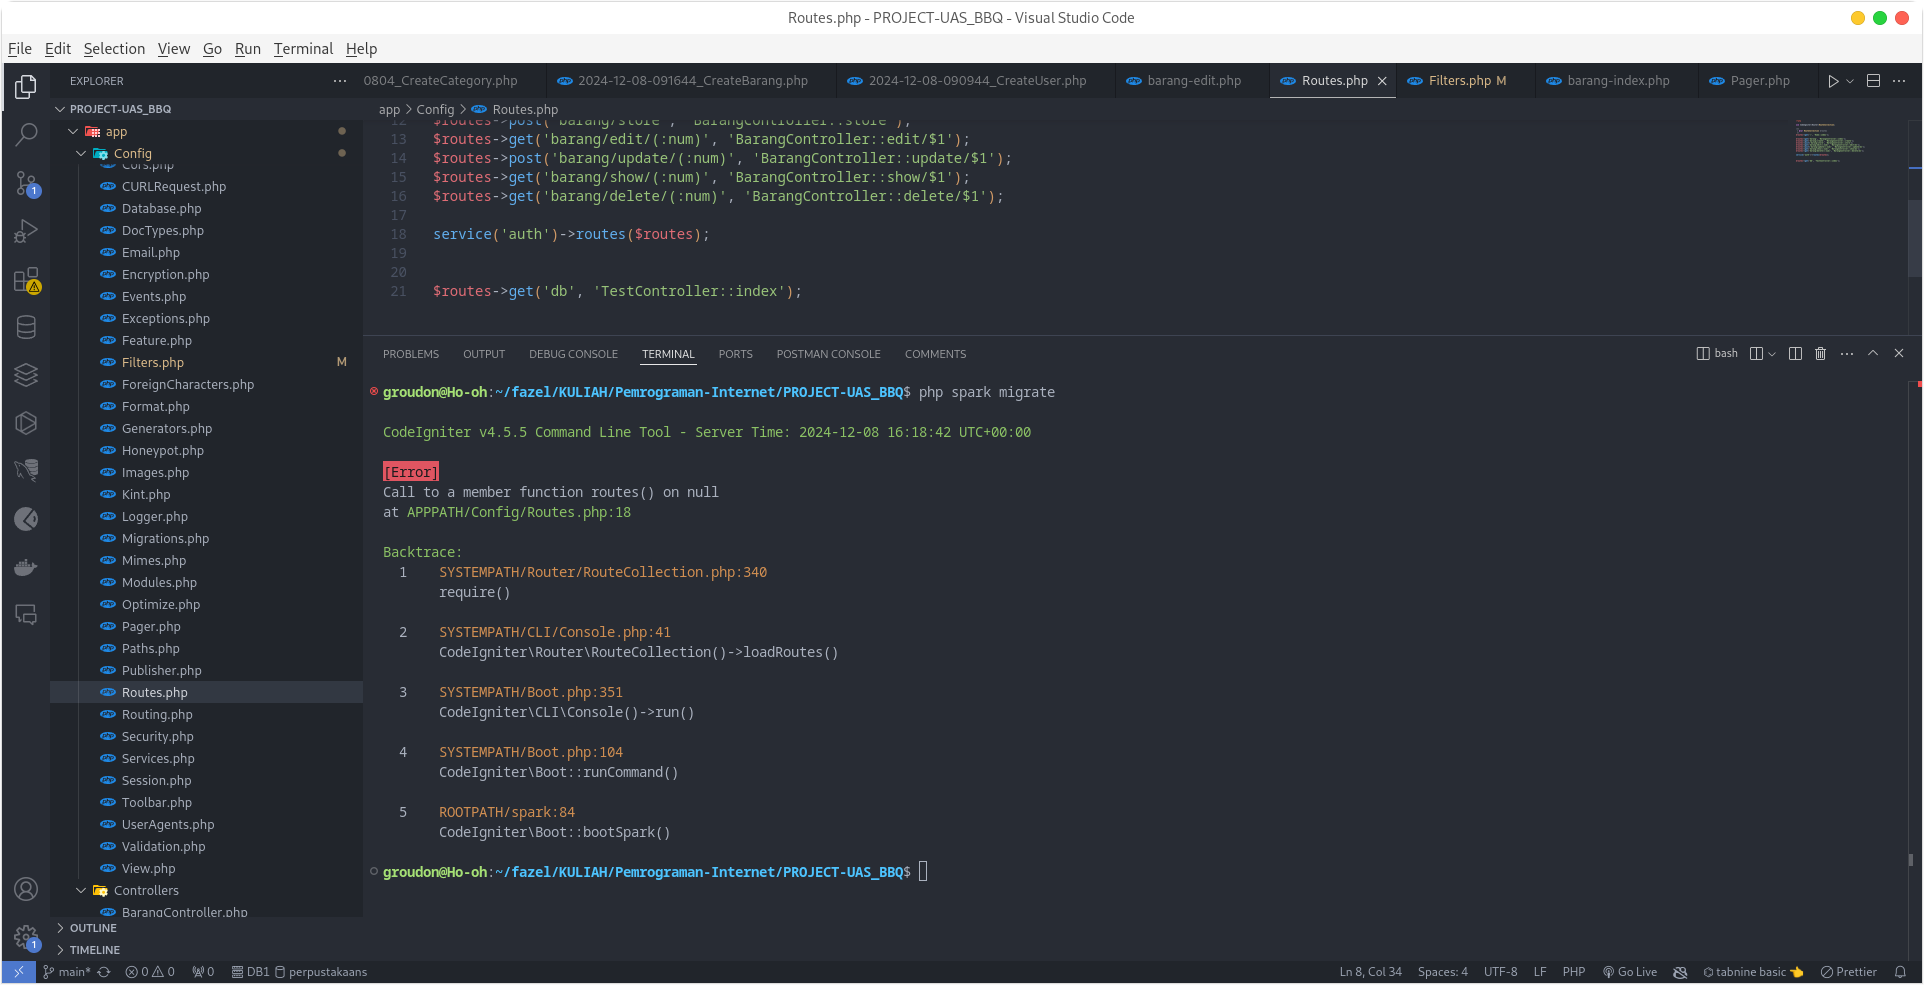 Routes.php - PROJECT-UAS_BBQ - Visual Studio Code
File Edit Selection View Go Run Terminal Help
EXPLORER
0804_CreateCategory.php 2024-12-08-091644_CreateBarang.php 2024-12-08-090944_CreateUser.php barang-edit.php Routes.php Filters.php M barang-index.php Pager.php
PROJECT-UAS_BBQ
app
Config
Cors.php
CURLRequest.php
Database.php
DocTypes.php
Email.php
Encryption.php
Events.php
Exceptions.php
Feature.php
Filters.php M
ForeignCharacters.php
Format.php
Generators.php
Honeypot.php
Images.php
Kint.php
Logger.php
Migrations.php
Mimes.php
Modules.php
Optimize.php
Pager.php
Paths.php
Publisher.php
Routes.php
Routing.php
Security.php
Services.php
Session.php
Toolbar.php
UserAgents.php
Validation.php
View.php
Controllers
BarangController.php
OUTLINE
TIMELINE
1
1
app > Config > Routes.php
12 $routes->post('barang/store', 'BarangController::store');
13 $routes->get('barang/edit/(:num)', 'BarangController::edit/$1');
14 $routes->post('barang/update/(:num)', 'BarangController::update/$1');
15 $routes->get('barang/show/(:num)', 'BarangController::show/$1');
16 $routes->get('barang/delete/(:num)', 'BarangController::delete/$1');
17
18 service('auth')->routes($routes);
19
20
21 $routes->get('db', 'TestController::index');
PROBLEMS OUTPUT DEBUG CONSOLE TERMINAL PORTS POSTMAN CONSOLE COMMENTS
bash
groudon@Ho-oh:~/fazel/KULIAH/Pemrograman-Internet/PROJECT-UAS_BBQ$ php spark migrate
CodeIgniter v4.5.5 Command Line Tool - Server Time: 2024-12-08 16:18:42 UTC+00:00
[Error]
Call to a member function routes() on null
at APPPATH/Config/Routes.php:18
Backtrace:
1 SYSTEMPATH/Router/RouteCollection.php:340
require()
2 SYSTEMPATH/CLI/Console.php:41
CodeIgniter\Router\RouteCollection()->loadRoutes()
3 SYSTEMPATH/Boot.php:351
CodeIgniter\CLI\Console()->run()
4 SYSTEMPATH/Boot.php:104
CodeIgniter\Boot::runCommand()
5 ROOTPATH/spark:84
CodeIgniter\Boot::bootSpark()
groudon@Ho-oh:~/fazel/KULIAH/Pemrograman-Internet/PROJECT-UAS_BBQ$
main* 0 0 0 DB1 perpustakaans Ln 8, Col 34 Spaces: 4 UTF-8 LF PHP Go Live tabnine basic 👈 Prettier